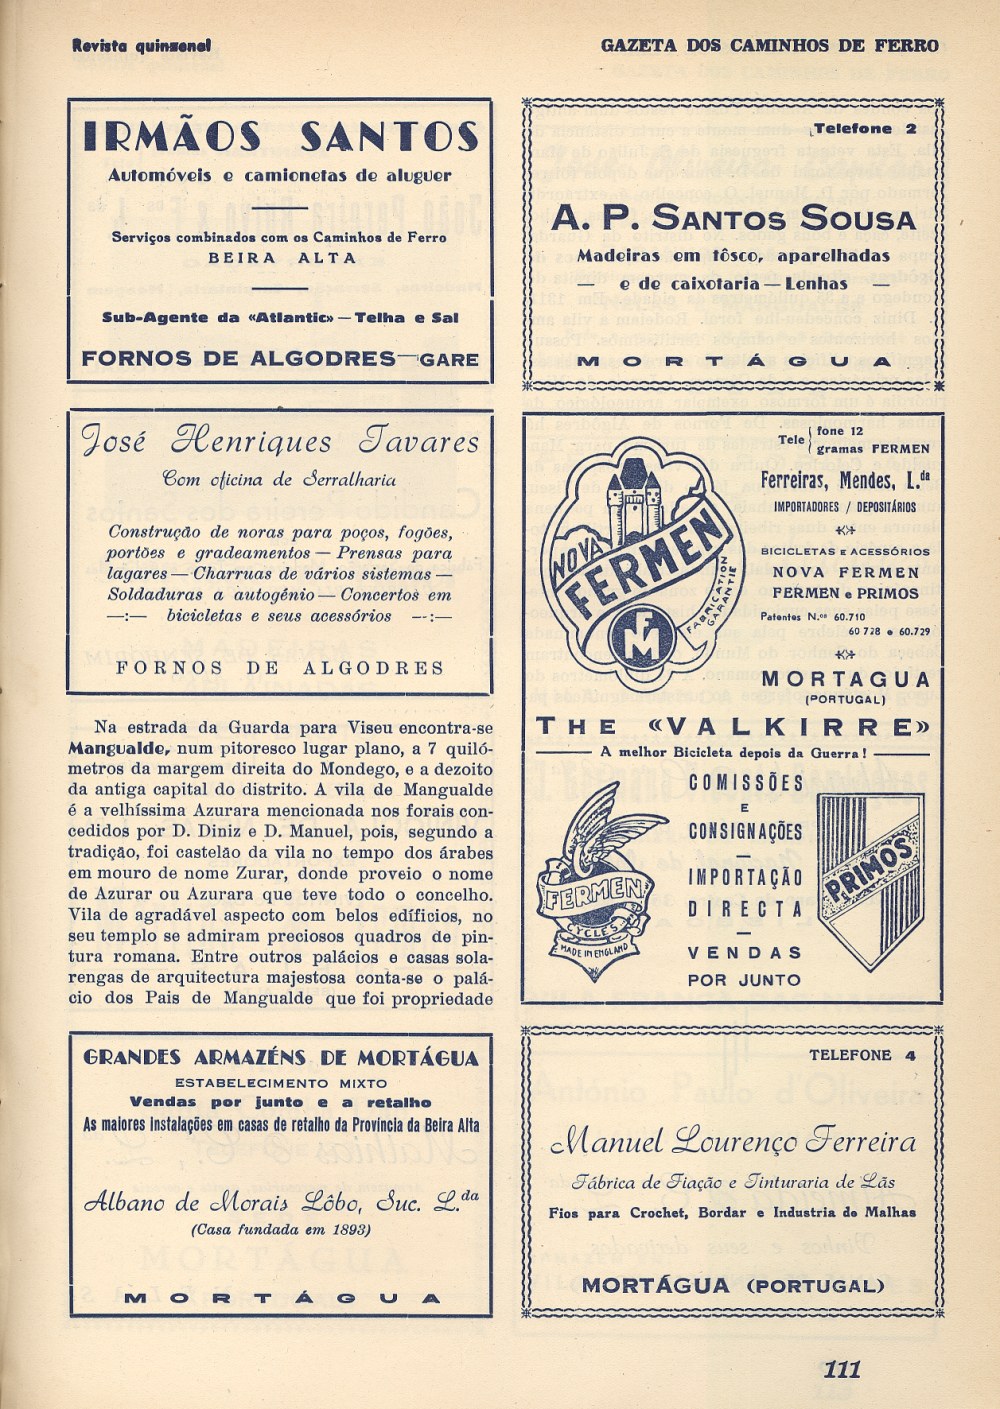 Revista quinzenal
GAZETA DOS CAMINHOS DE FERRO
IRMÃOS SANTOS
Automóveis e camionetas de aluguer
Serviços combinados com os Caminhos de Ferro
BEIRA ALTA
Sub-Agente da «Atlantic» — Telha e Sal
FORNOS DE ALGODRES—GARE
José Henriques Tavares
Com oficina de Serralharia
Construção de noras para poços, fogões,
portões e gradeamentos — Prensas para
lagares — Charruas de vários sistemas —
Soldaduras a autogênio — Concertos em
—:— bicicletas e seus acessórios —:—
FORNOS DE ALGODRES
Na estrada da Guarda para Viseu encontra-se
Mangualde, num pitoresco lugar plano, a 7 quiló-
metros da margem direita do Mondego, e a dezoito
da antiga capital do distrito. A vila de Mangualde
é a velhíssima Azurara mencionada nos forais con-
cedidos por D. Diniz e D. Manuel, pois, segundo a
tradição, foi castelão da vila no tempo dos árabes
em mouro de nome Zurar, donde proveio o nome
de Azurar ou Azurara que teve todo o concelho.
Vila de agradável aspecto com belos edifícios, no
seu templo se admiram preciosos quadros de pin-
tura romana. Entre outros palácios e casas sola-
rengas de arquitectura majestosa conta-se o palá-
cio dos Pais de Mangualde que foi propriedade
GRANDES ARMAZÉNS DE MORTÁGUA
ESTABELECIMENTO MIXTO
Vendas por junto e a retalho
As maiores instalações em casas de retalho da Província da Beira Alta
Albano de Morais Lôbo, Suc. L.da
(Casa fundada em 1893)
MORTÁGUA
Telefone 2
A. P. SANTOS SOUSA
Madeiras em tôsco, aparelhadas
— e de caixotaria — Lenhas —
MORTÁGUA
Tele { fone 12
gramas FERMEN
Ferreiras, Mendes, L.da
IMPORTADORES / DEPOSITÁRIOS
BICICLETAS E ACESSÓRIOS
NOVA FERMEN
FERMEN e PRIMOS
Patentes N.os 60.710
60 728 e 60.729
MORTAGUA
(PORTUGAL)
NOVA
FERMEN
FABRICATION
GARANTIE
FM
THE «VALKIRRE»
A melhor Bicicleta depois da Guerra!
COMISSÕES
E
CONSIGNAÇÕES
IMPORTAÇÃO
DIRECTA
—
VENDAS
POR JUNTO
FERMEN
CYCLES
MADE IN ENGLAND
PRIMOS
TELEFONE 4
Manuel Lourenço Ferreira
Fábrica de Fiação e Tinturaria de Lãs
Fios para Crochet, Bordar e Industria de Malhas
MORTÁGUA (PORTUGAL)
111